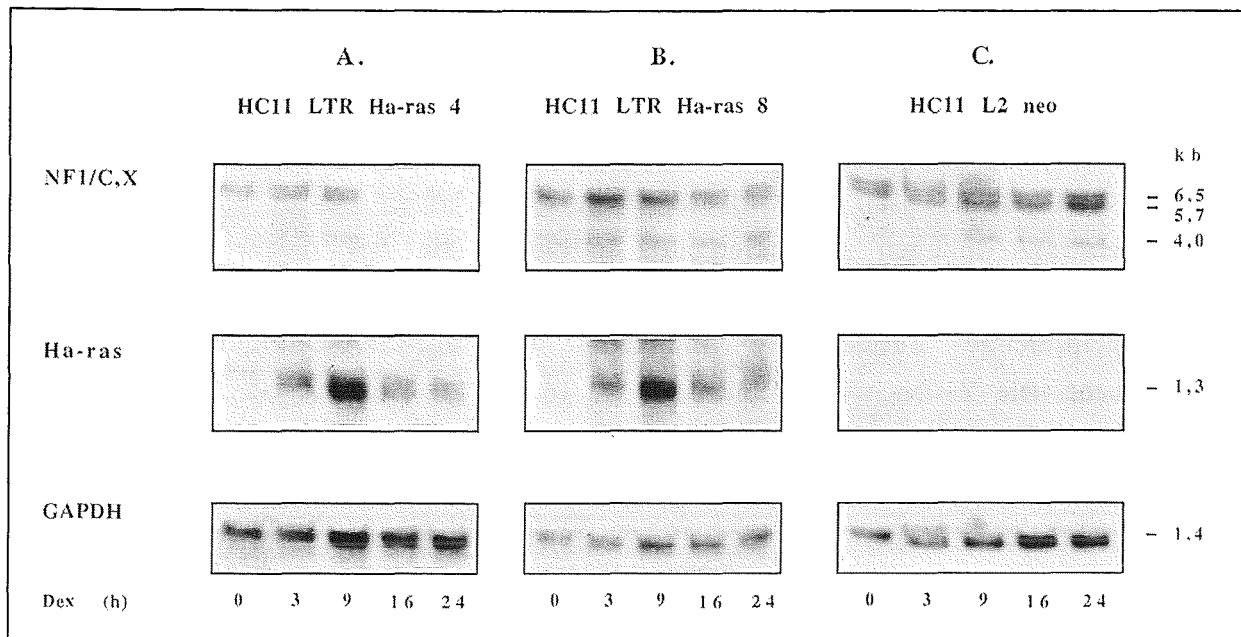 A. B. C.
HC11 LTR Ha-ras 4 HC11 LTR Ha-ras 8 HC11 L2 neo
kb
NF1/C,X
6,5
5,7
4,0
Ha-ras
1,3
GAPDH
1.4
Dex (h) 0 3 9 16 24 0 3 9 16 24 0 3 9 16 24